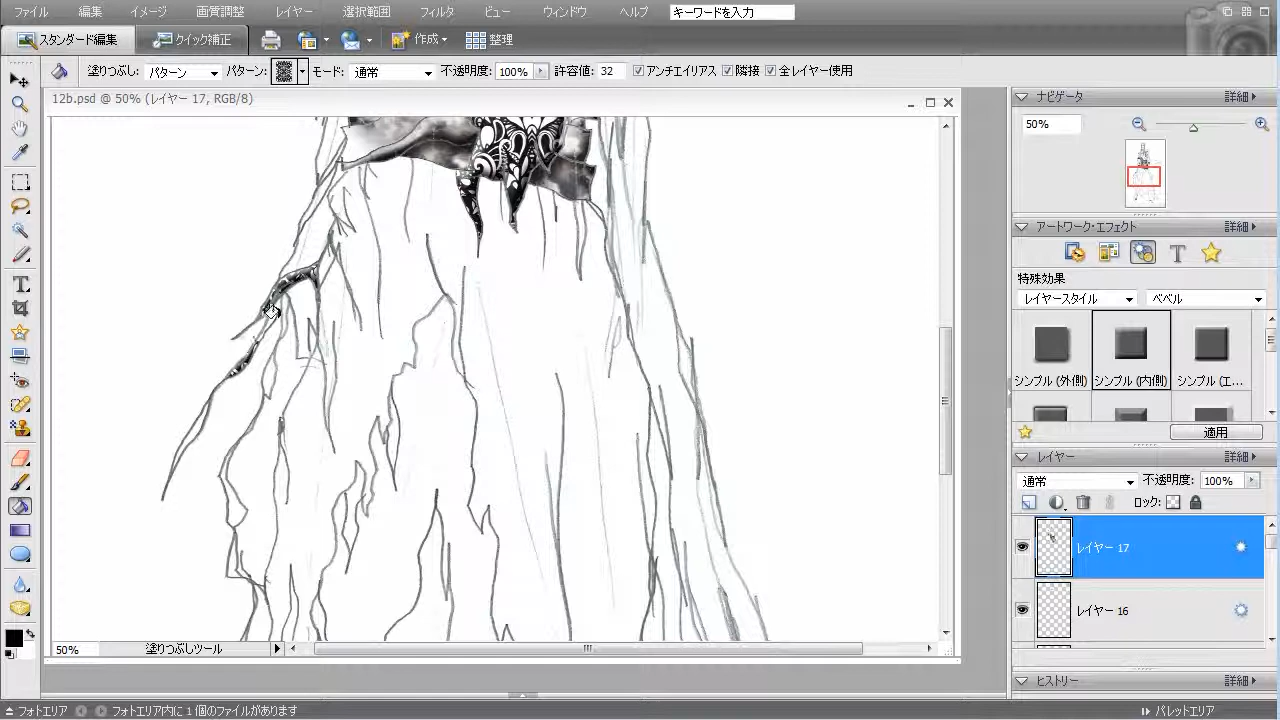 ファイル 編集 イメージ 画質調整 レイヤー 選択範囲 フィルタ ビュー ウィンドウ ヘルプ キーワードを入力
スタンダード編集 クイック補正 作成 整理
塗りつぶし: パターン パターン: モード: 通常 不透明度: 100% 許容値: 32 アンチエイリアス 隣接 全レイヤー使用
12b.psd @ 50% (レイヤー 17, RGB/8)
ナビゲータ 詳細
50%
アートワーク・エフェクト 詳細
T
特殊効果
レイヤースタイル ベベル
シンプル (外側) シンプル (内側) シンプル (エ...
適用
レイヤー 詳細
通常 不透明度: 100%
ロック:
レイヤー 17
レイヤー 16
50% 塗りつぶしツール
ヒストリー 詳細
フォトエリア フォトエリア内に 1 個のファイルがあります パレットエリア